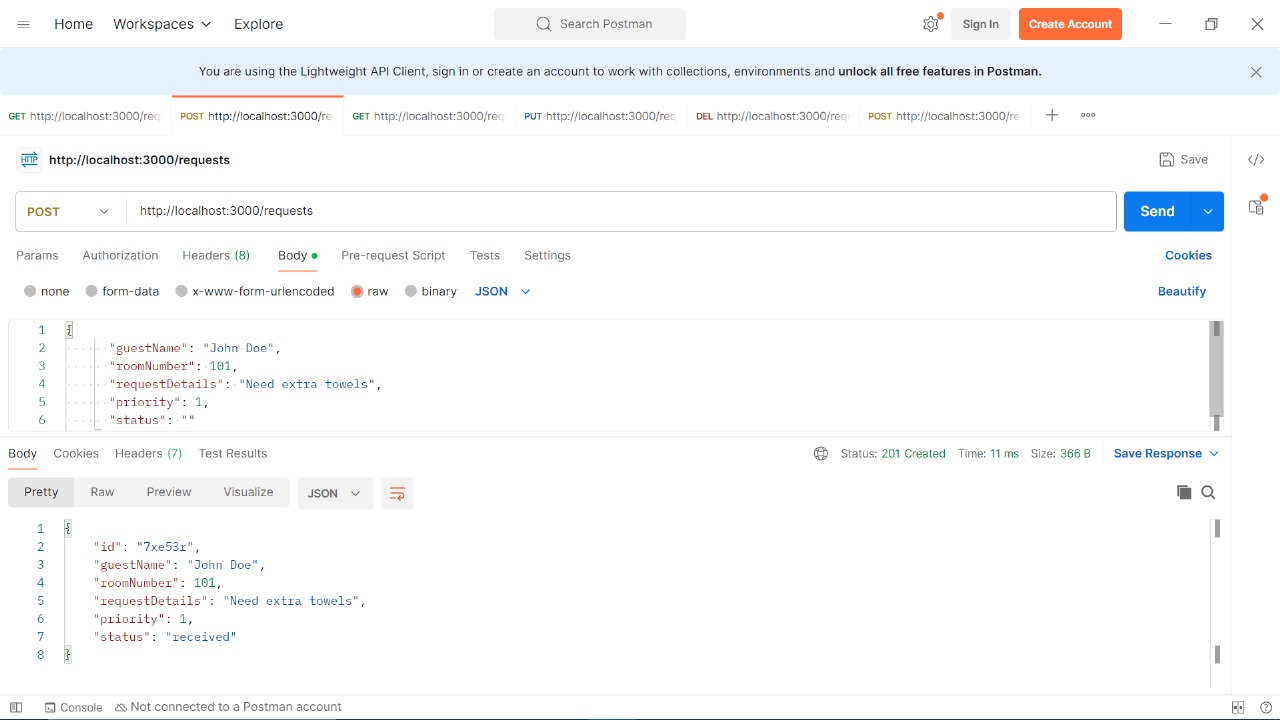 Home Workspaces Explore Search Postman Sign In Create Account
You are using the Lightweight API Client, sign in or create an account to work with collections, environments and unlock all free features in Postman.
GET http://localhost:3000/req POST http://localhost:3000/re GET http://localhost:3000/req PUT http://localhost:3000/req DEL http://localhost:3000/req POST http://localhost:3000/re
HTTP http://localhost:3000/requests Save
POST http://localhost:3000/requests Send
Params Authorization Headers (8) Body Pre-request Script Tests Settings Cookies
none form-data x-www-form-urlencoded raw binary JSON Beautify
1 {
2 "guestName": "John Doe",
3 "roomNumber": 101,
4 "requestDetails": "Need extra towels",
5 "priority": 1,
6 "status": ""
Body Cookies Headers (7) Test Results Status: 201 Created Time: 11 ms Size: 366 B Save Response
Pretty Raw Preview Visualize JSON
1 {
2 "id": "7xe53r",
3 "guestName": "John Doe",
4 "roomNumber": 101,
5 "requestDetails": "Need extra towels",
6 "priority": 1,
7 "status": "received"
8 }
Console Not connected to a Postman account